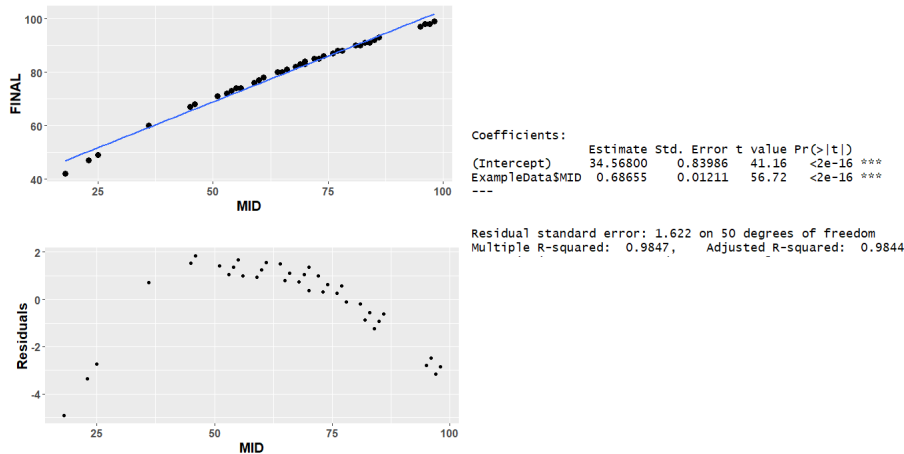 100
80
60
40
FINAL
25
50
75
100
MID
2
0
-2
-4
Residuals
25
50
75
100
MID
Coefficients:
Estimate Std. Error t value Pr(>|t|)
(Intercept) 34.56800 0.83986 41.16 <2e-16 ***
ExampleData$MID 0.68655 0.01211 56.72 <2e-16 ***
---
Residual standard error: 1.622 on 50 degrees of freedom
Multiple R-squared: 0.9847, Adjusted R-squared: 0.9844